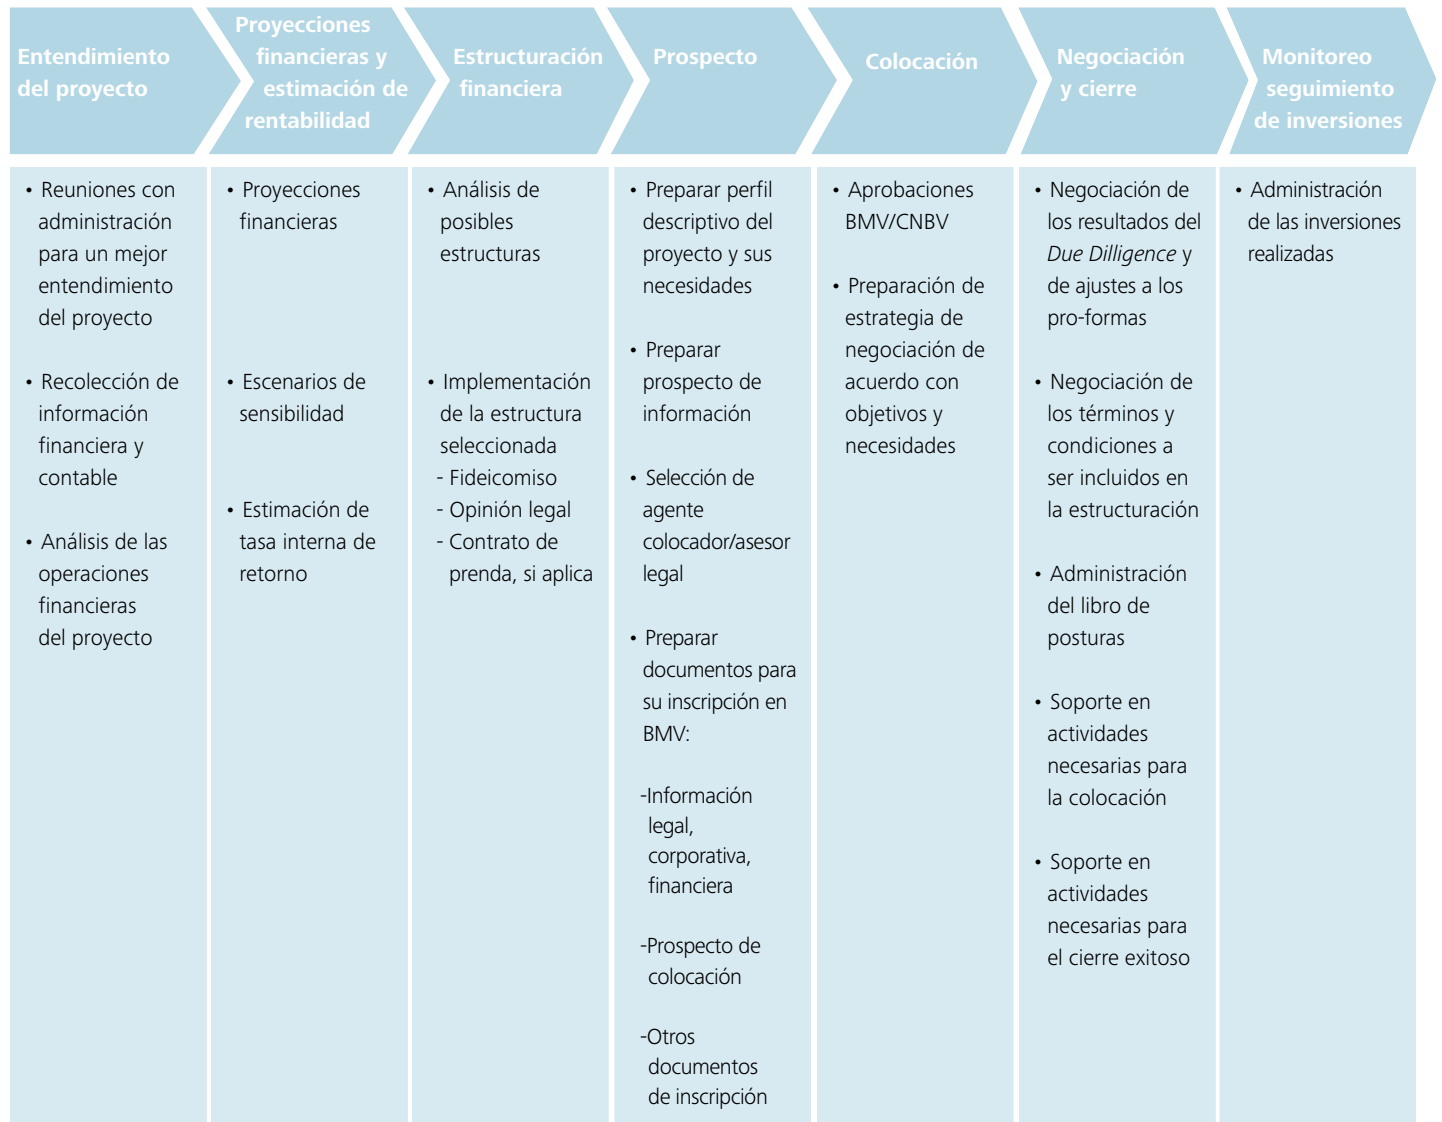 Entendimiento
del proyecto
Proyecciones
financieras y
estimación de
rentabilidad
Estructuración
financiera
Prospecto
Colocación
Negociación
y cierre
Monitoreo
seguimiento
de inversiones
• Reuniones con
administración
para un mejor
entendimiento
del proyecto
• Recolección de
información
financiera y
contable
• Análisis de las
operaciones
financieras
del proyecto
• Proyecciones
financieras
• Escenarios de
sensibilidad
• Estimación de
tasa interna de
retorno
• Análisis de
posibles
estructuras
• Implementación
de la estructura
seleccionada
- Fideicomiso
- Opinión legal
- Contrato de
prenda, si aplica
• Preparar perfil
descriptivo del
proyecto y sus
necesidades
• Preparar
prospecto de
información
• Selección de
agente
colocador/asesor
legal
• Preparar
documentos para
su inscripción en
BMV:
-Información
legal,
corporativa,
financiera
-Prospecto de
colocación
-Otros
documentos
de inscripción
• Aprobaciones
BMV/CNBV
• Preparación de
estrategia de
negociación de
acuerdo con
objetivos y
necesidades
• Negociación de
los resultados del
Due Dilligence y
de ajustes a los
pro-formas
• Negociación de
los términos y
condiciones a
ser incluidos en
la estructuración
• Administración
del libro de
posturas
• Soporte en
actividades
necesarias para
la colocación
• Soporte en
actividades
necesarias para
el cierre exitoso
• Administración
de las inversiones
realizadas